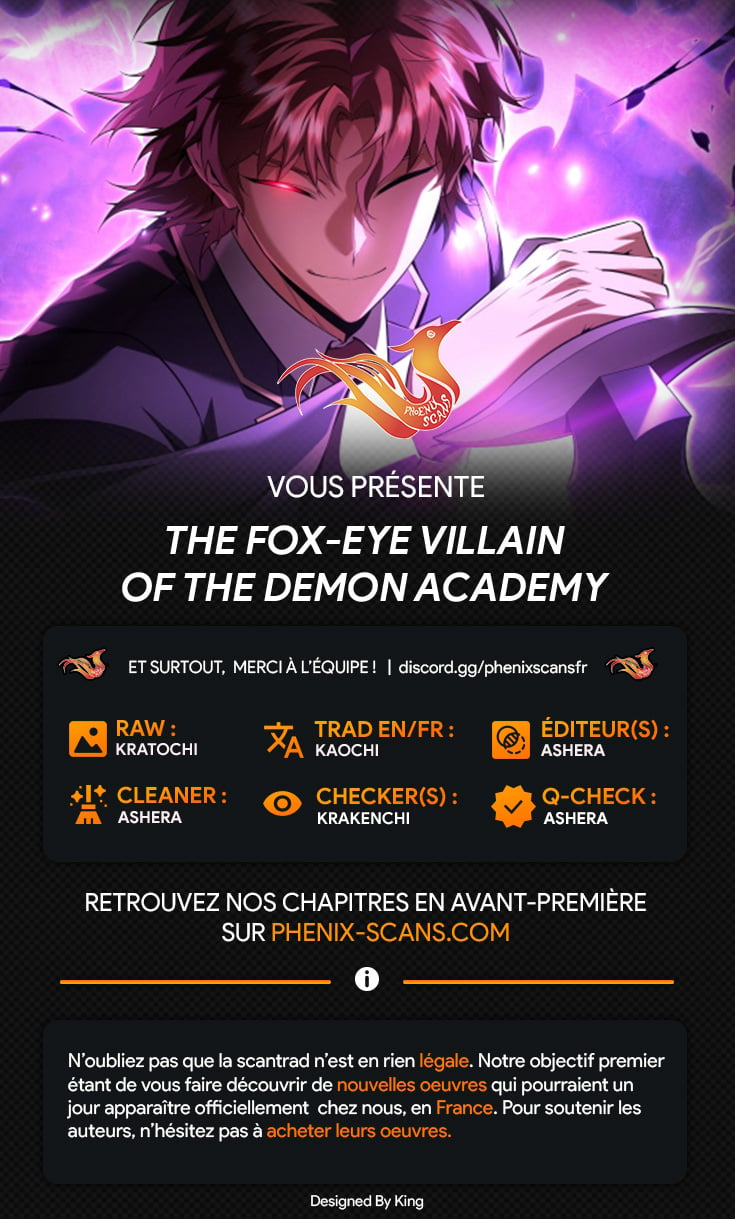 PHOENIX
SCANS
VOUS PRÉSENTE
THE FOX-EYE VILLAIN
OF THE DEMON ACADEMY
ET SURTOUT, MERCI À L'ÉQUIPE ! | discord.gg/phenixscansfr
RAW :
KRATOCHI
TRAD EN/FR :
KAOCHI
ÉDITEUR(S) :
ASHERA
CLEANER :
ASHERA
CHECKER(S) :
KRAKENCHI
Q-CHECK :
ASHERA
RETROUVEZ NOS CHAPITRES EN AVANT-PREMIÈRE
SUR PHENIX-SCANS.COM
N'oubliez pas que la scantrad n'est en rien légale. Notre objectif premier
étant de vous faire découvrir de nouvelles oeuvres qui pourraient un
jour apparaître officiellement chez nous, en France. Pour soutenir les
auteurs, n'hésitez pas à acheter leurs oeuvres.
Designed By King